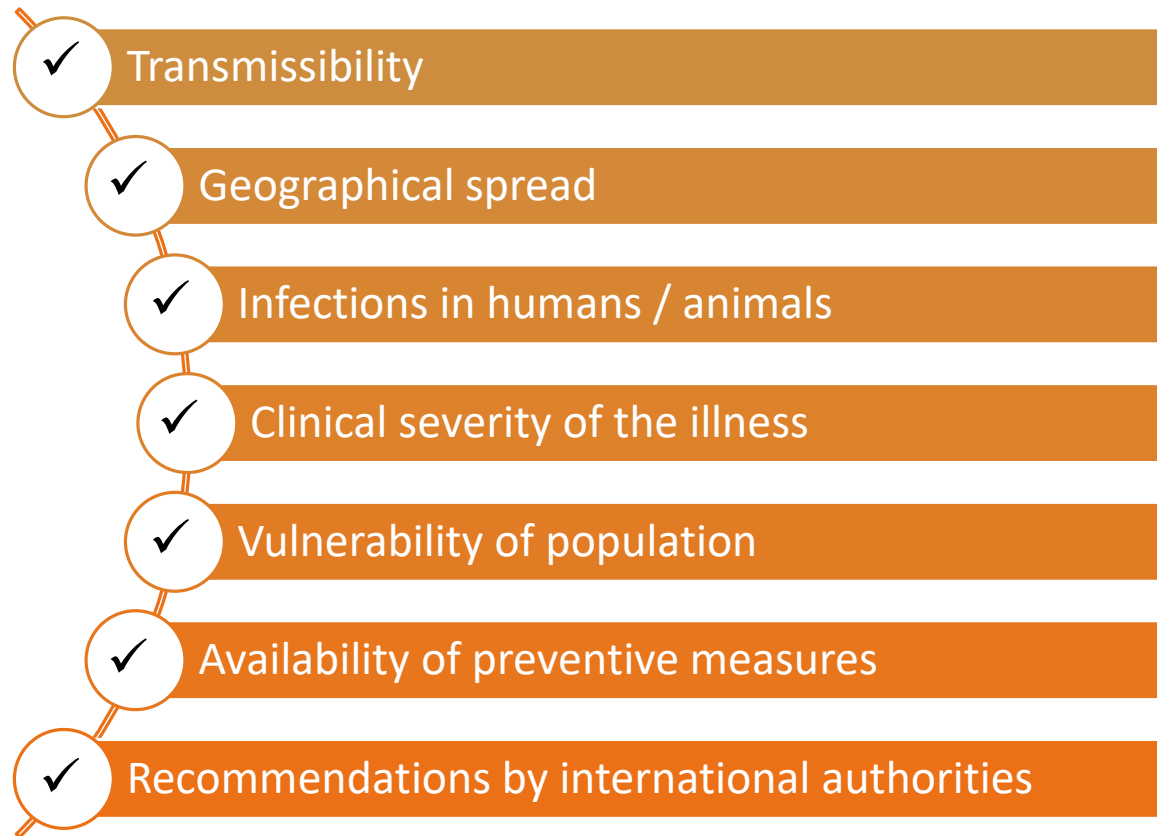 Transmissibility
Geographical spread
Infections in humans / animals
Clinical severity of the illness
Vulnerability of population
Availability of preventive measures
Recommendations by international authorities